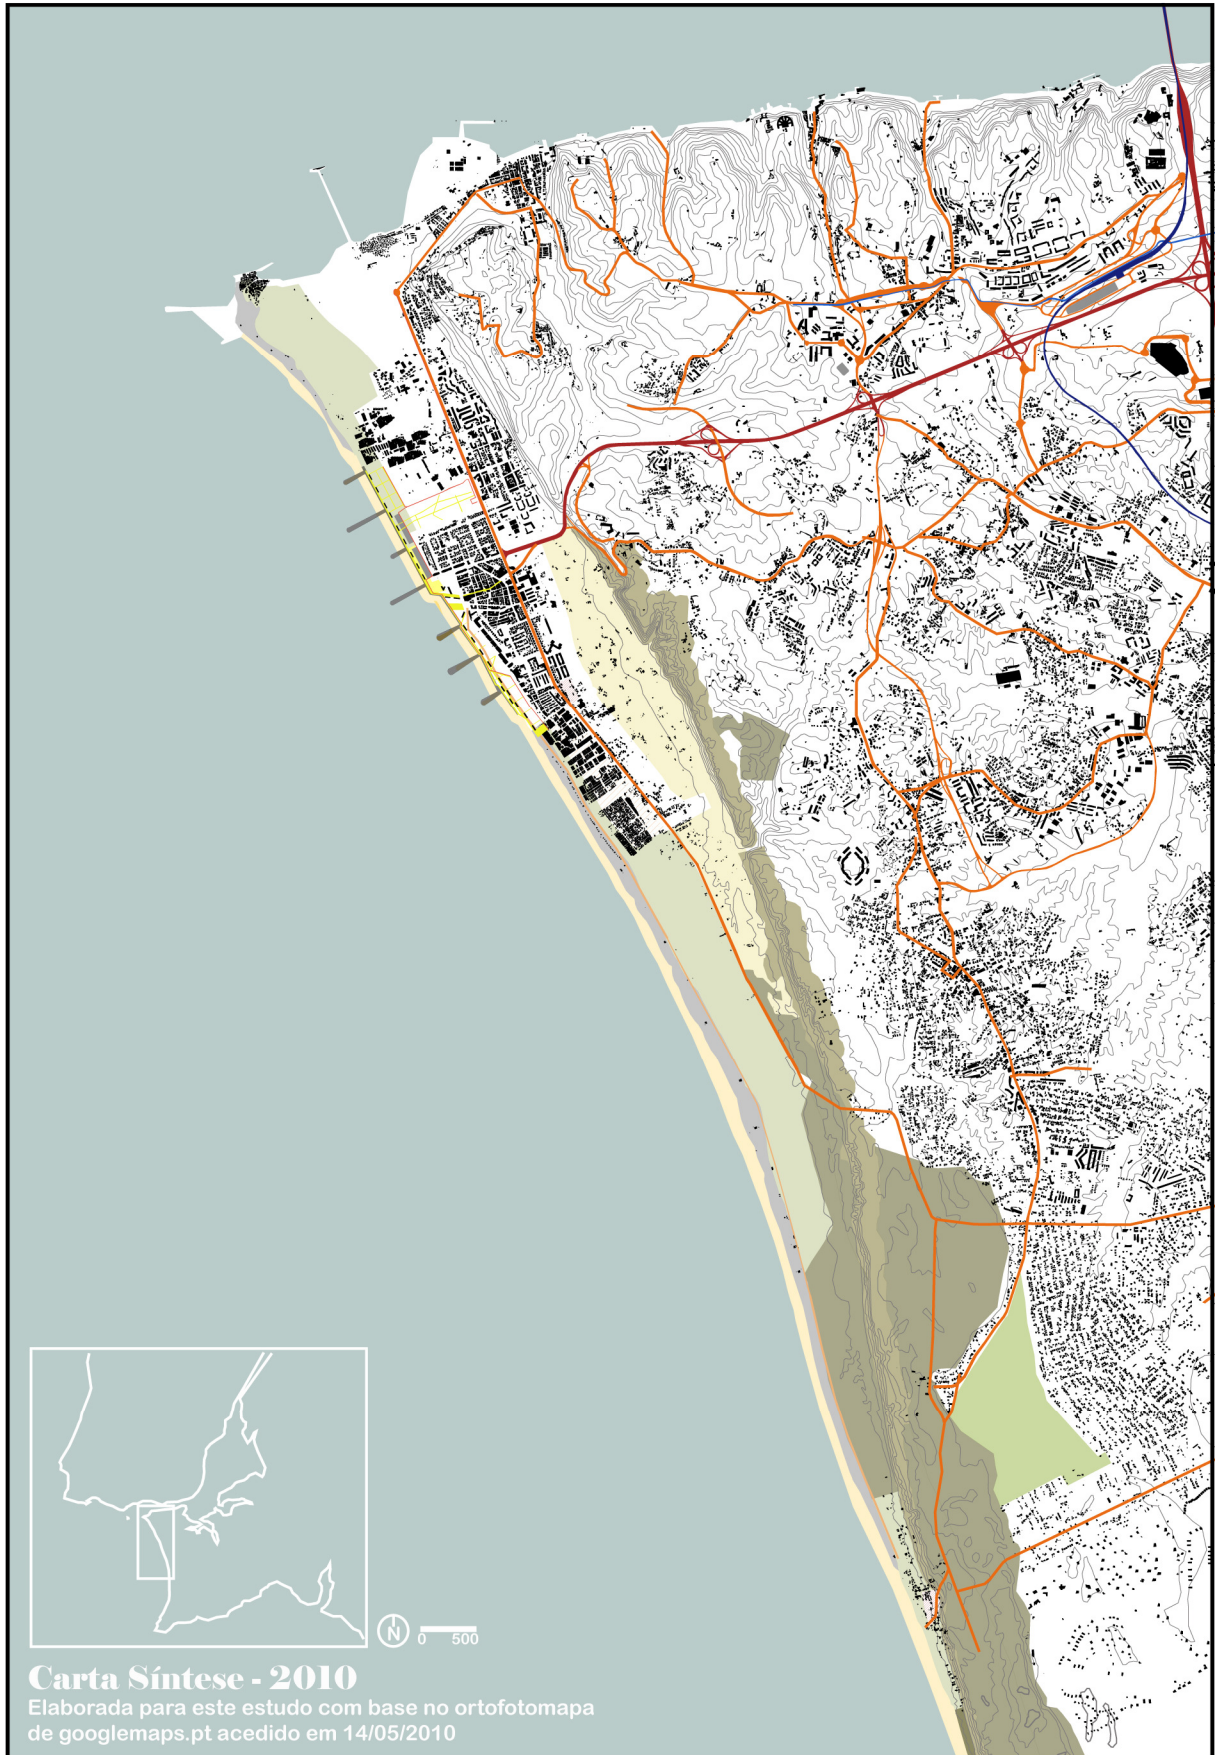 N
0 500
Carta Síntese - 2010
Elaborada para este estudo com base no ortofotomapa
de googlemaps.pt acedido em 14/05/2010